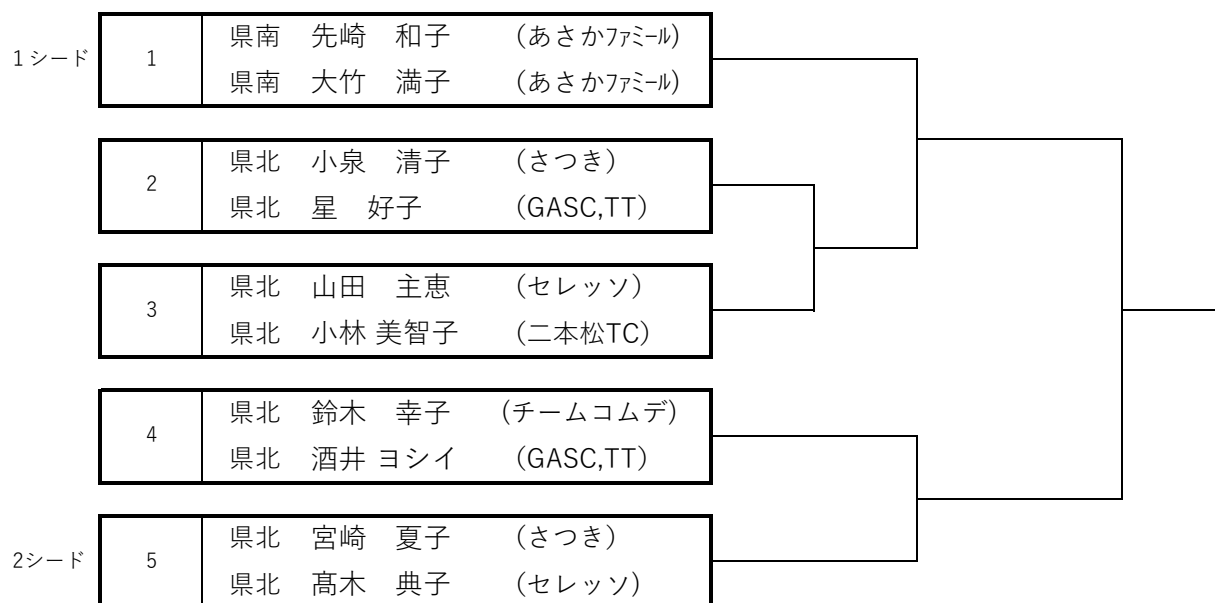 県南 先崎 和子 (あさかﾌｧﾐｰﾙ)
1シード 1
県南 大竹 満子 (あさかﾌｧﾐｰﾙ)
県北 小泉 清子 (さつき)
2
県北 星 好子 (GASC,TT)
県北 山田 主恵 (セレッソ)
3
県北 小林 美智子 (二本松TC)
県北 鈴木 幸子 (チームコムデ)
4
県北 酒井 ヨシイ (GASC,TT)
県北 宮崎 夏子 (さつき)
2シード 5
県北 髙木 典子 (セレッソ)